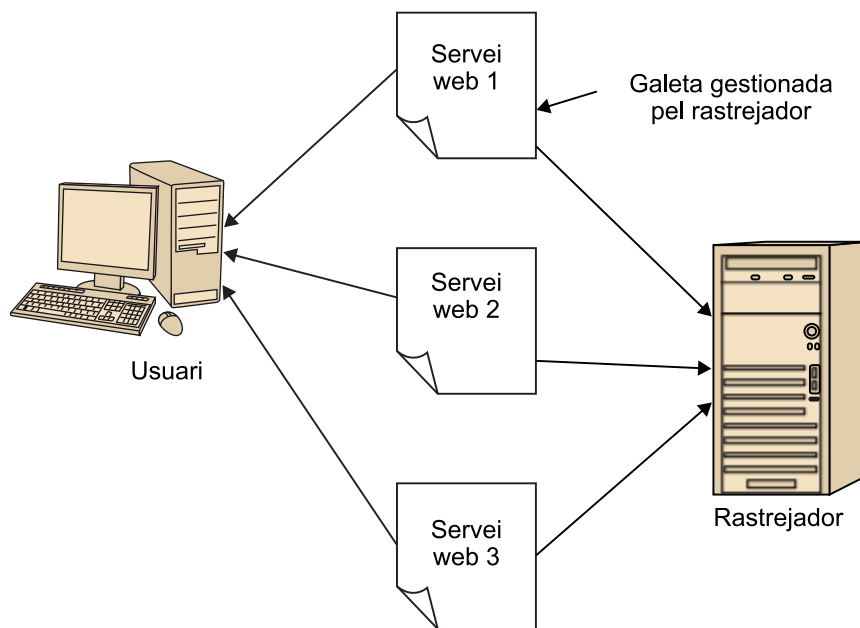 Servei
web 1
Galeta gestionada
pel rastrejador
Servei
web 2
Usuari
Servei
web 3
Rastrejador